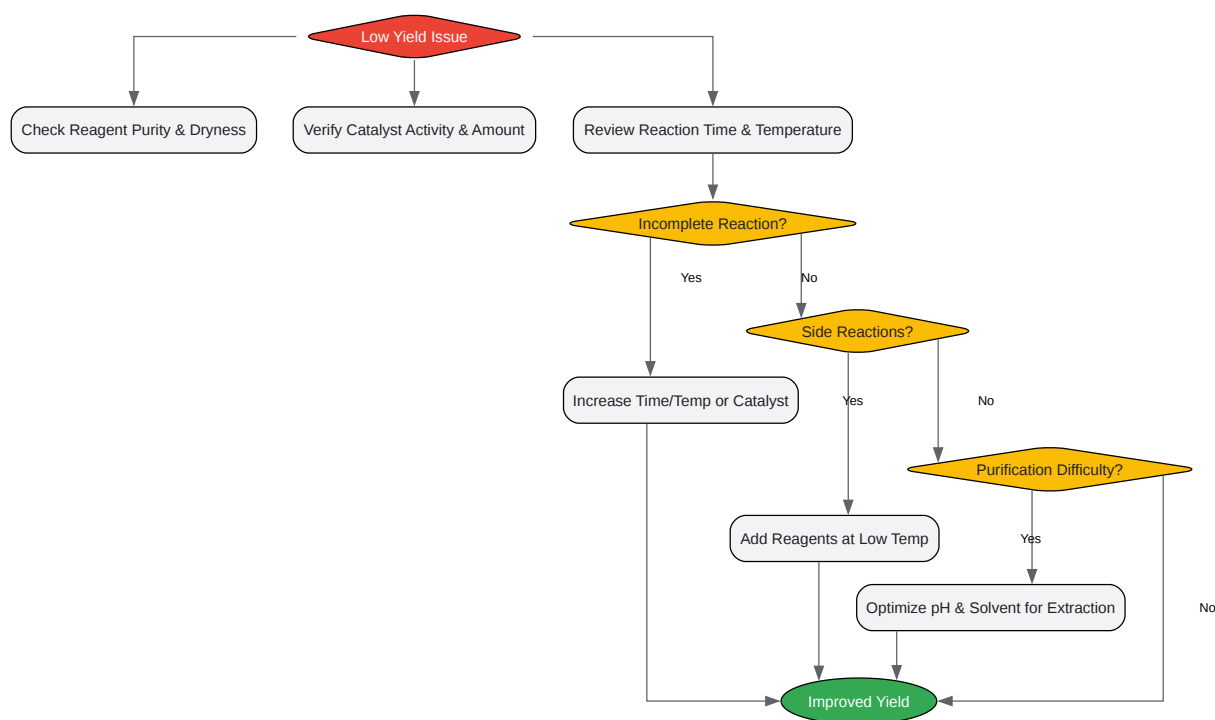 Low Yield Issue
Check Reagent Purity & Dryness
Verify Catalyst Activity & Amount
Review Reaction Time & Temperature
Incomplete Reaction?
Yes
No
Side Reactions?
Increase Time/Temp or Catalyst
Yes
No
Purification Difficulty?
Add Reagents at Low Temp
Yes
Optimize pH & Solvent for Extraction
No
Improved Yield